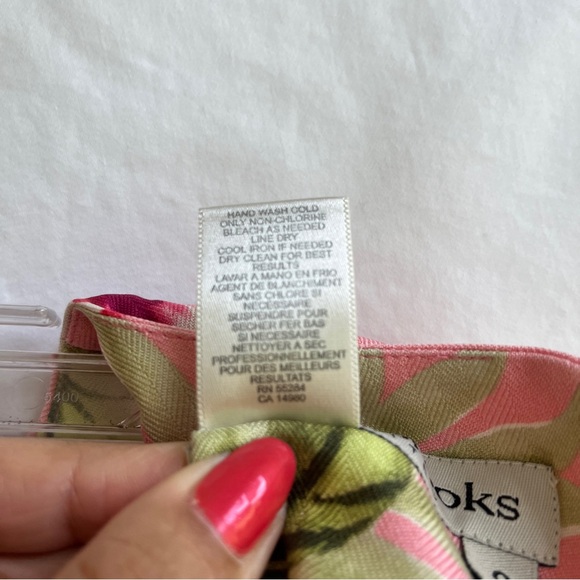 HAND WASH COLD
ONLY NON-CHLORINE
BLEACH AS NEEDED
LINE DRY
COOL IRON IF NEEDED
DRY CLEAN FOR BEST
RESULTS
LAVAR A MANO EN FRIO
AGENT DE BLANCHIMENT
SANS CHLORE SI
NECESSAIRE
SUSPENDRE POUR
SECHER FER BAS
SI NECESSAIRE
NETTOYER A SEC
PROFESSIONNELLEMENT
POUR DES MEILLEURS
RESULTATS
RN 55284
CA 14980
oks